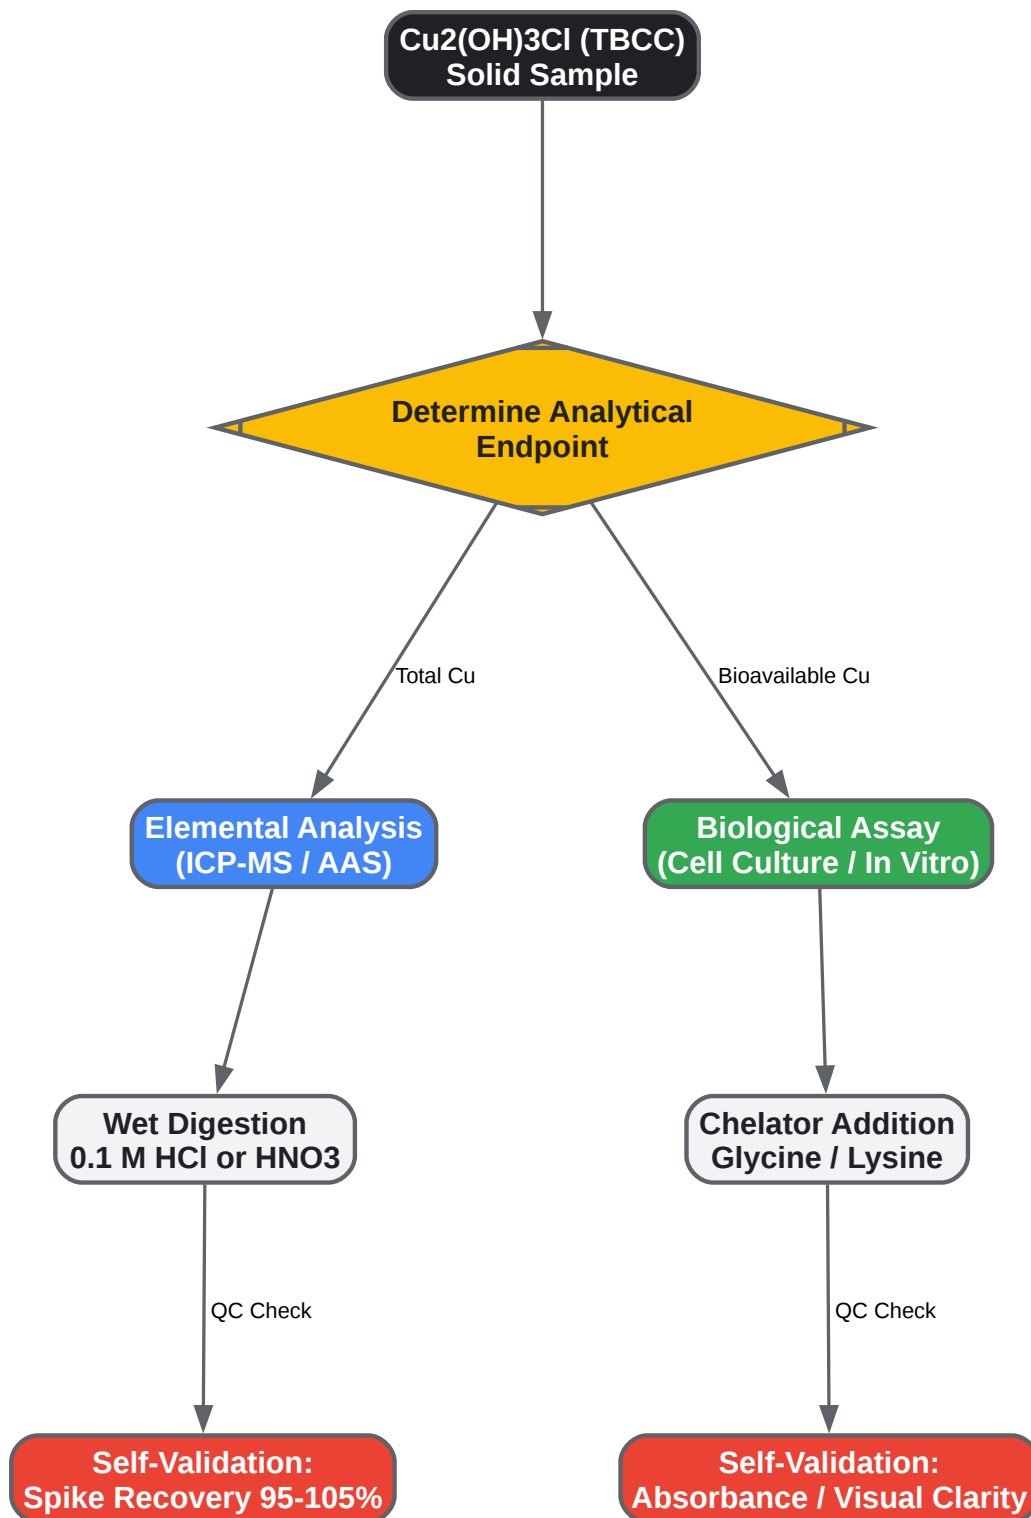 Cu2(OH)3Cl (TBCC)
Solid Sample
Determine Analytical
Endpoint
Total Cu
Bioavailable Cu
Elemental Analysis
(ICP-MS / AAS)
Biological Assay
(Cell Culture / In Vitro)
Wet Digestion
0.1 M HCl or HNO3
Chelator Addition
Glycine / Lysine
QC Check
QC Check
Self-Validation:
Spike Recovery 95-105%
Self-Validation:
Absorbance / Visual Clarity